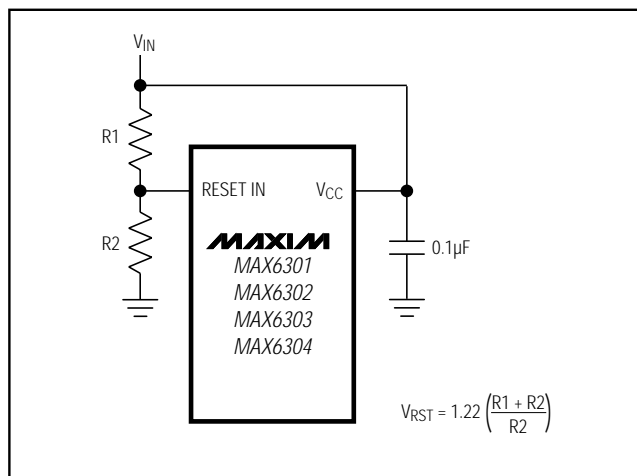 VIN
R1
RESET IN VCC
R2
MAXIM
0.1µF
MAX6301
MAX6302
MAX6303
MAX6304
VRST = 1.22 (R1 + R2 / R2)